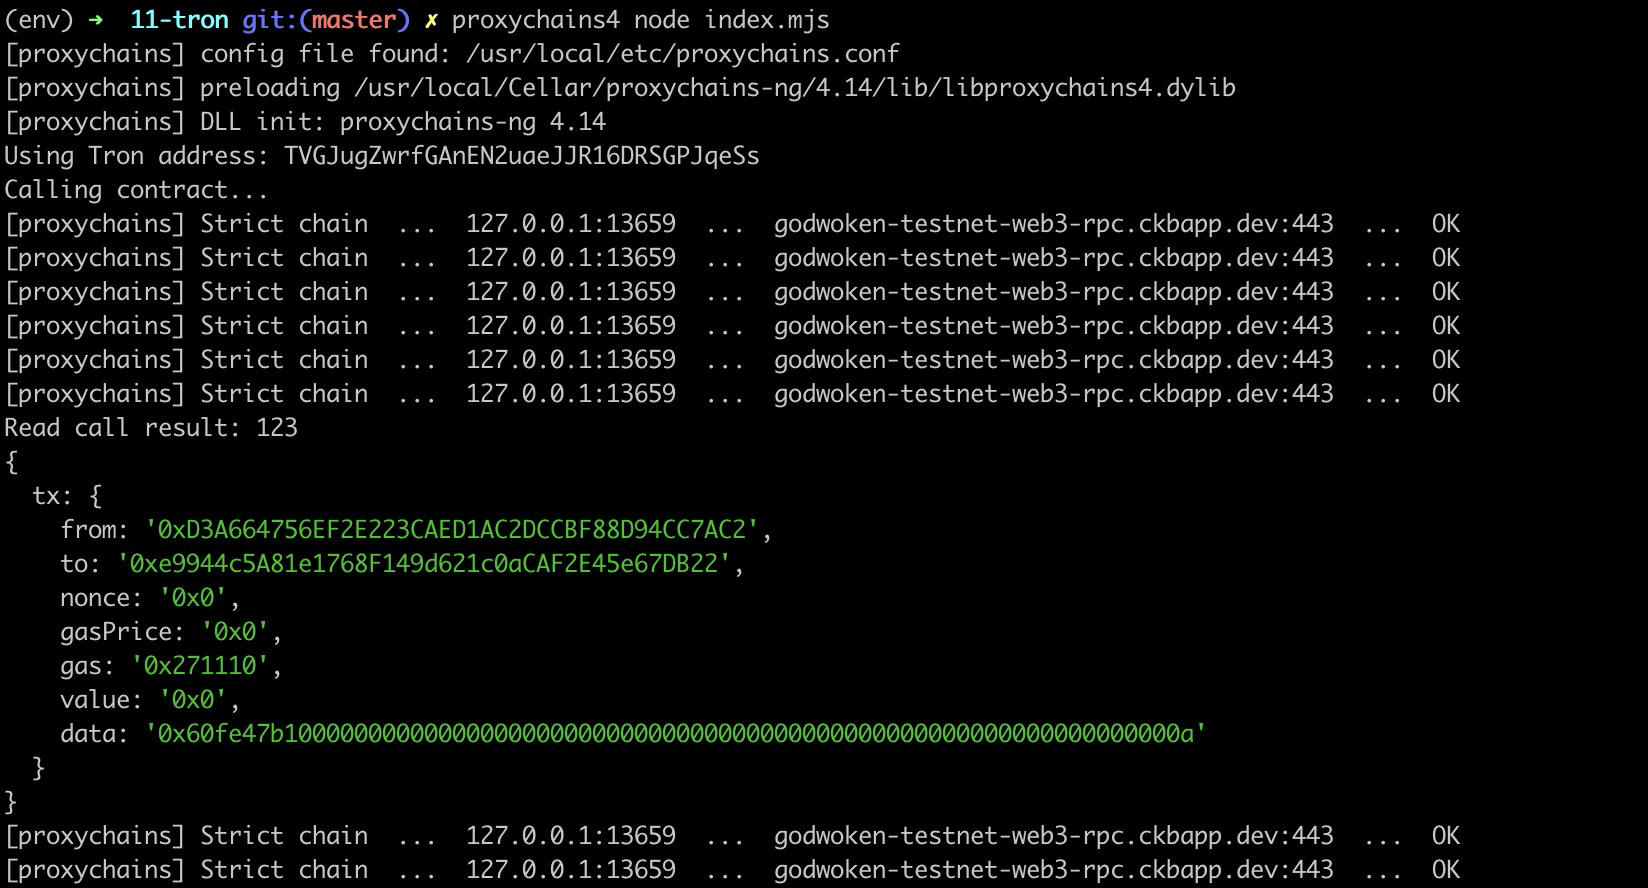 (env) ➜  11-tron git:(master) ✗ proxychains4 node index.mjs
[proxychains] config file found: /usr/local/etc/proxychains.conf
[proxychains] preloading /usr/local/Cellar/proxychains-ng/4.14/lib/libproxychains4.dylib
[proxychains] DLL init: proxychains-ng 4.14
Using Tron address: TVGJugZwrfGAnEN2uaeJJR16DRSGPJqeSs
Calling contract...
[proxychains] Strict chain  ...  127.0.0.1:13659  ...  godwoken-testnet-web3-rpc.ckbapp.dev:443  ...  OK
[proxychains] Strict chain  ...  127.0.0.1:13659  ...  godwoken-testnet-web3-rpc.ckbapp.dev:443  ...  OK
[proxychains] Strict chain  ...  127.0.0.1:13659  ...  godwoken-testnet-web3-rpc.ckbapp.dev:443  ...  OK
[proxychains] Strict chain  ...  127.0.0.1:13659  ...  godwoken-testnet-web3-rpc.ckbapp.dev:443  ...  OK
[proxychains] Strict chain  ...  127.0.0.1:13659  ...  godwoken-testnet-web3-rpc.ckbapp.dev:443  ...  OK
[proxychains] Strict chain  ...  127.0.0.1:13659  ...  godwoken-testnet-web3-rpc.ckbapp.dev:443  ...  OK
Read call result: 123
{
  tx: {
    from: '0xD3A664756EF2E223CAED1AC2DCCBF88D94CC7AC2',
    to: '0xe9944c5A81e1768F149d621c0aCAF2E45e67DB22',
    nonce: '0x0',
    gasPrice: '0x0',
    gas: '0x271110',
    value: '0x0',
    data: '0x60fe47b1000000000000000000000000000000000000000000000000000000000000000a'
  }
}
[proxychains] Strict chain  ...  127.0.0.1:13659  ...  godwoken-testnet-web3-rpc.ckbapp.dev:443  ...  OK
[proxychains] Strict chain  ...  127.0.0.1:13659  ...  godwoken-testnet-web3-rpc.ckbapp.dev:443  ...  OK